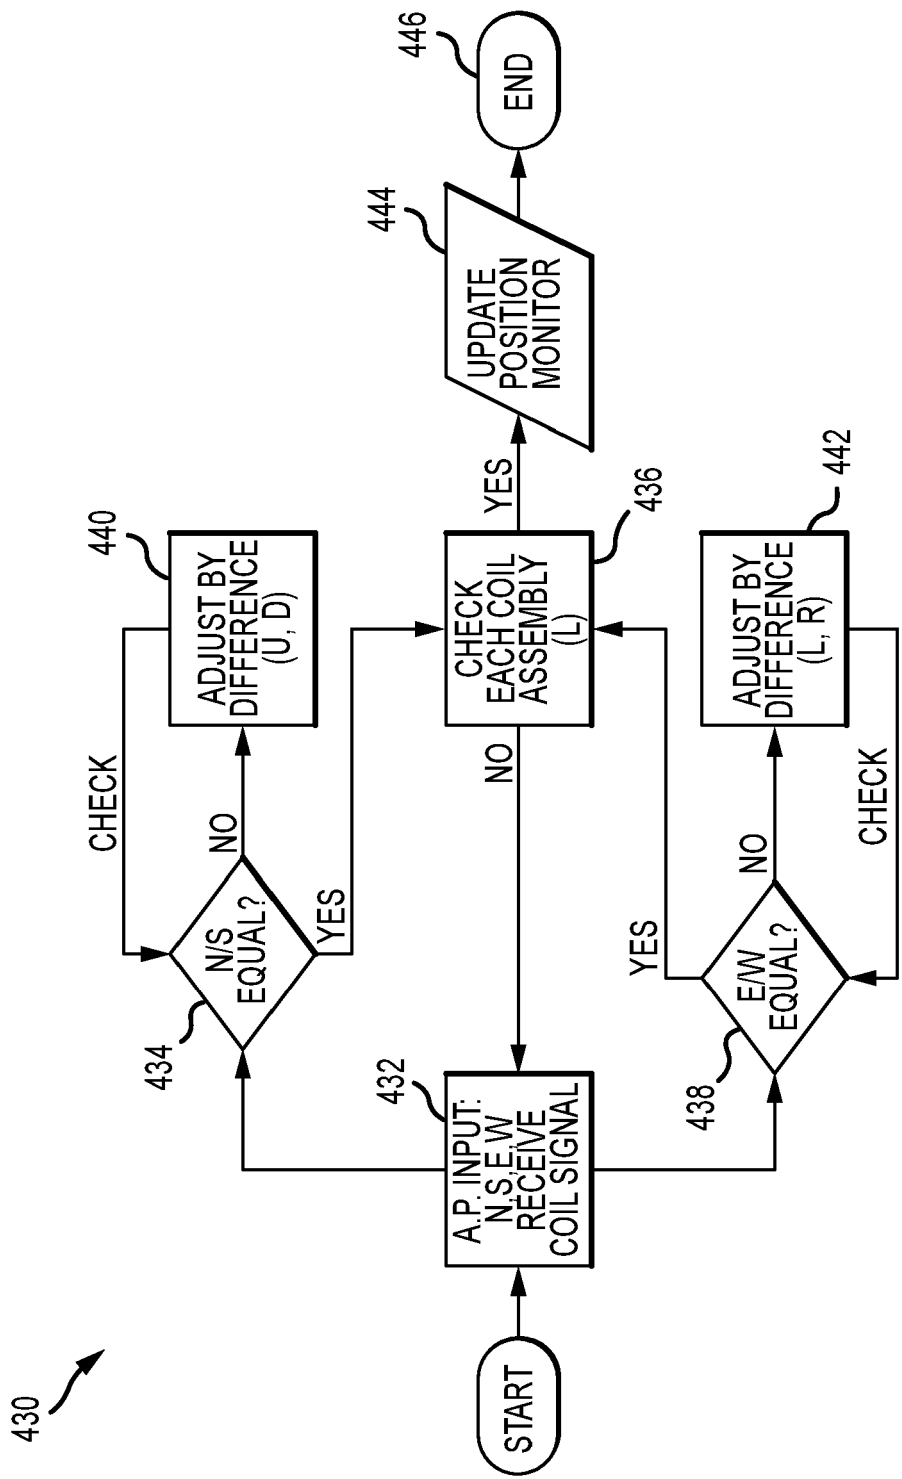 430
START
A.P. INPUT:
N,S,E,W
RECEIVE
COIL SIGNAL
432
N/S
EQUAL?
434
NO
YES
CHECK
ADJUST BY
DIFFERENCE
(U, D)
440
E/W
EQUAL?
438
YES
NO
CHECK
ADJUST BY
DIFFERENCE
(L, R)
442
NO
CHECK
EACH COIL
ASSEMBLY
(L)
436
YES
UPDATE
POSITION
MONITOR
444
END
446